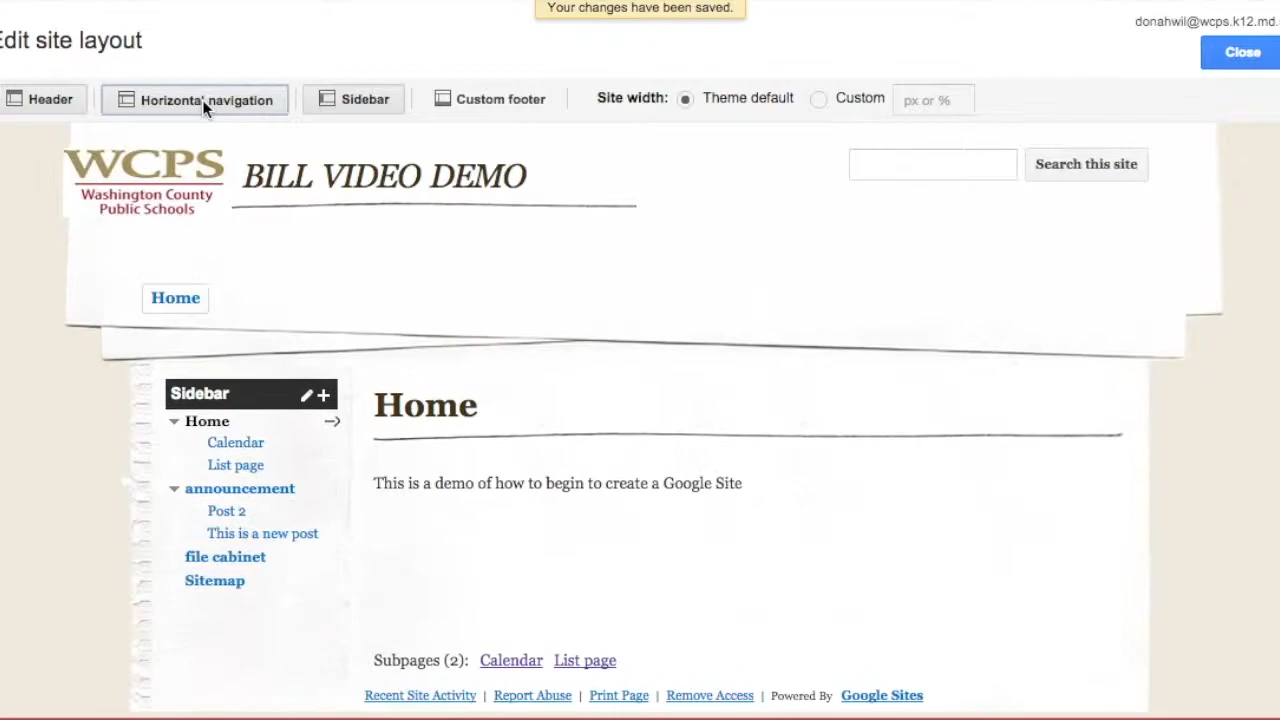 Your changes have been saved.
donahwil@wcps.k12.md.
Edit site layout
Close
Header
Horizontal navigation
Sidebar
Custom footer
Site width:
Theme default
Custom
px or %
WCPS
Washington County
Public Schools
BILL VIDEO DEMO
Search this site
Home
Sidebar
Home
Calendar
List page
announcement
Post 2
This is a new post
file cabinet
Sitemap
Home
This is a demo of how to begin to create a Google Site
Subpages (2): Calendar List page
Recent Site Activity | Report Abuse | Print Page | Remove Access | Powered By Google Sites